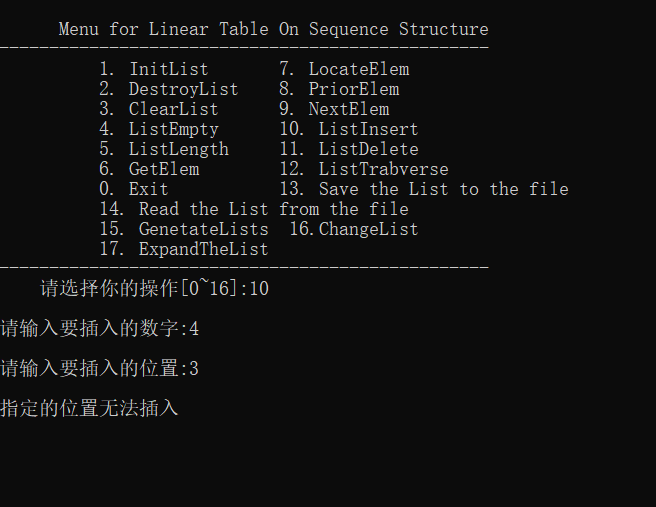 Menu for Linear Table On Sequence Structure
-------------------------------------------------
1. InitList 7. LocateElem
2. DestroyList 8. PriorElem
3. ClearList 9. NextElem
4. ListEmpty 10. ListInsert
5. ListLength 11. ListDelete
6. GetElem 12. ListTrabverse
0. Exit 13. Save the List to the file
14. Read the List from the file
15. GenetateLists 16.ChangeList
17. ExpandTheList
-------------------------------------------------
请选择你的操作[0~16]:10
请输入要插入的数字:4
请输入要插入的位置:3
指定的位置无法插入